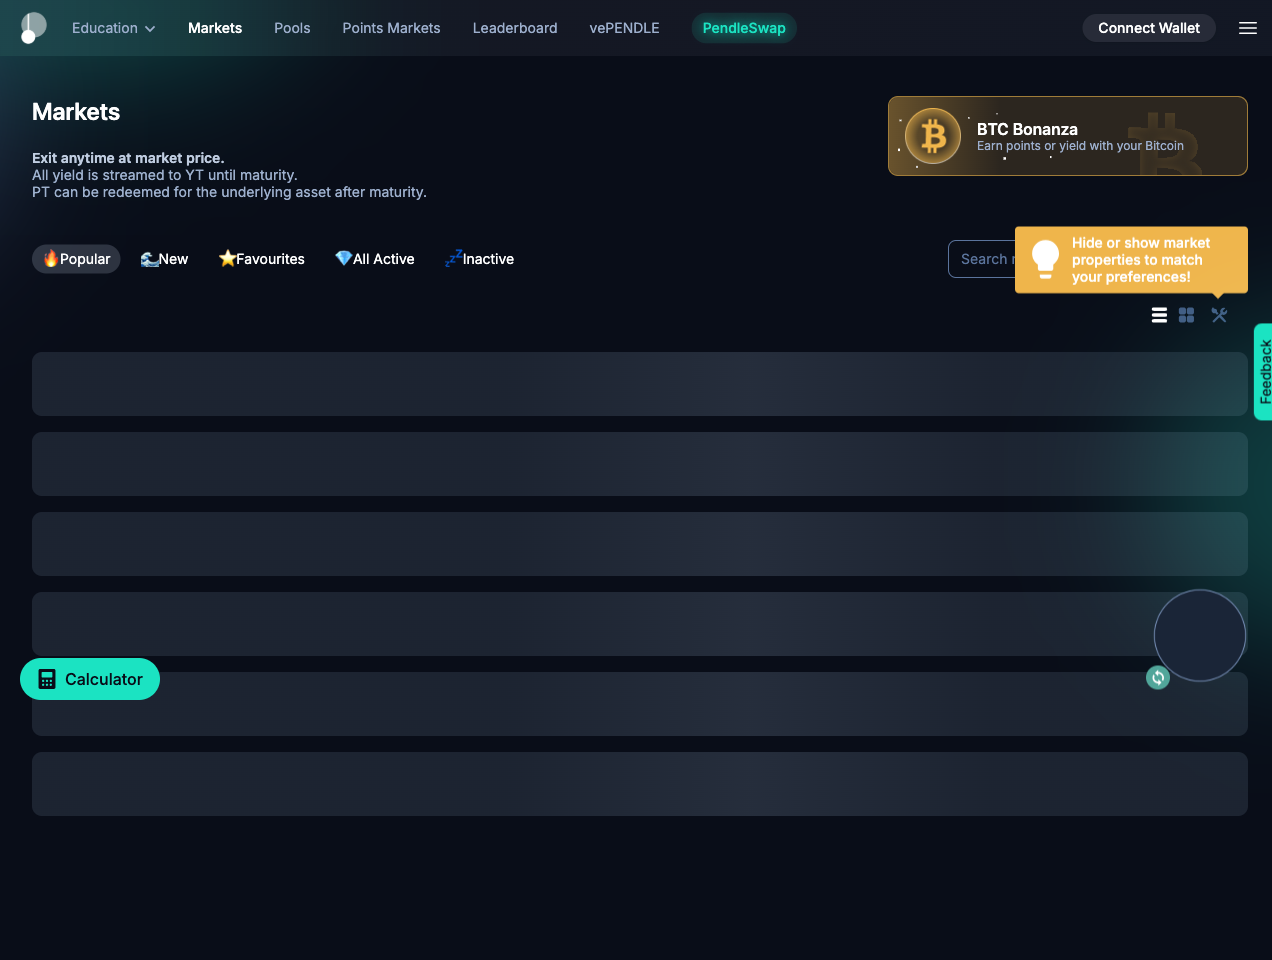 Education
Markets
Pools
Points Markets
Leaderboard
vePENDLE
PendleSwap
Connect Wallet
Markets
Exit anytime at market price.
All yield is streamed to YT until maturity.
PT can be redeemed for the underlying asset after maturity.
BTC Bonanza
Earn points or yield with your Bitcoin
Popular
New
Favourites
All Active
Inactive
Search
Hide or show market
properties to match
your preferences!
Feedback
Calculator